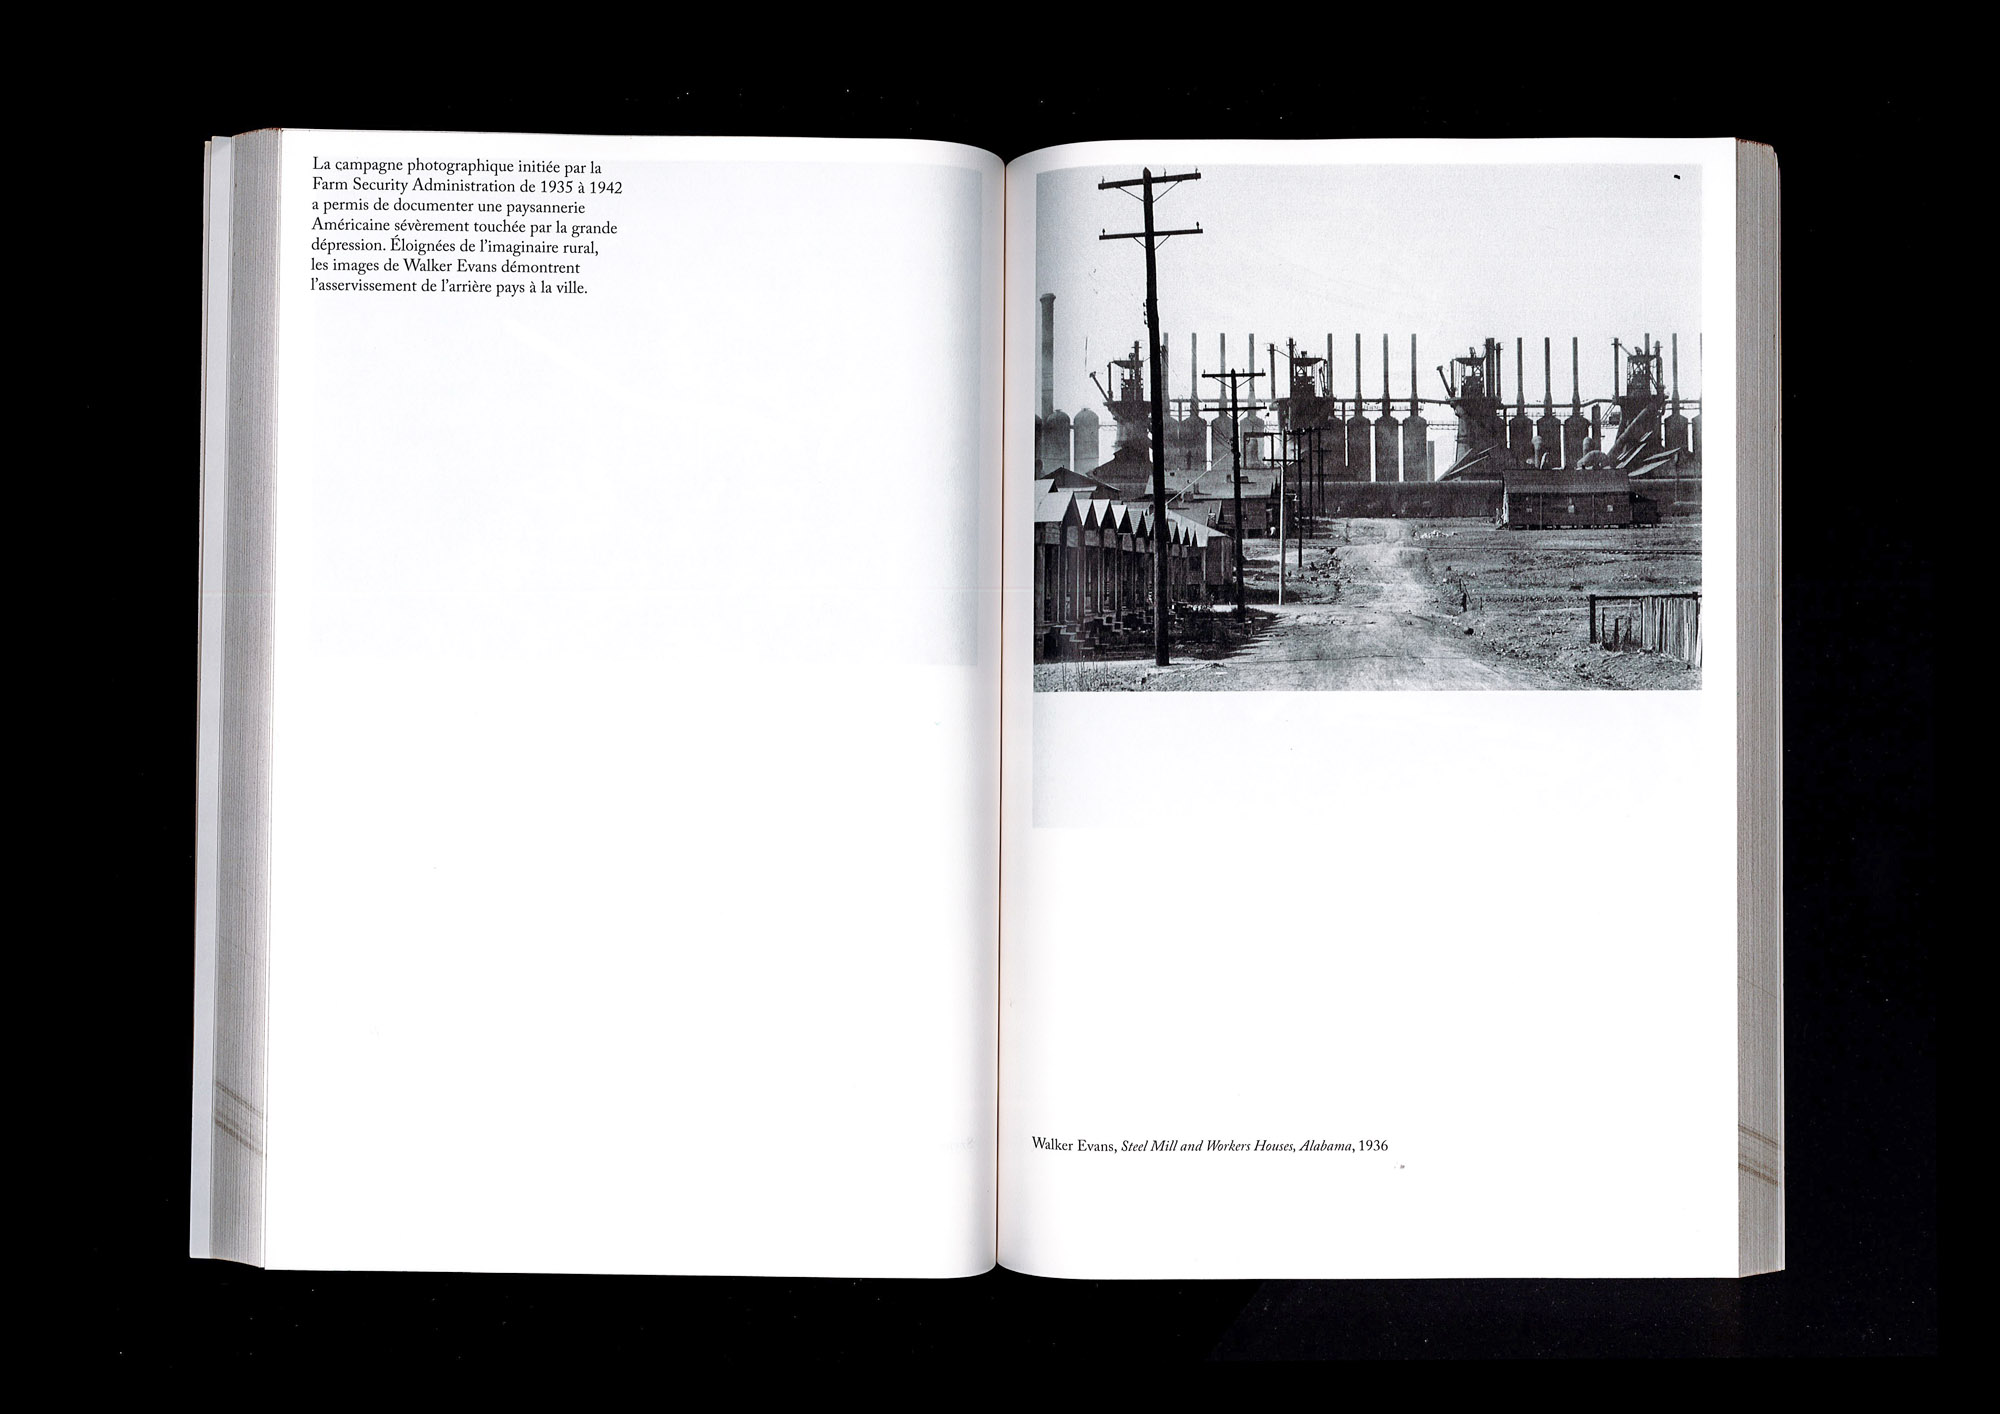 La campagne photographique initiée par la
Farm Security Administration de 1935 à 1942
a permis de documenter une paysannerie
Américaine sévèrement touchée par la grande
dépression. Éloignées de l’imaginaire rural,
les images de Walker Evans démontrent
l’asservissement de l’arrière pays à la ville.
Walker Evans, Steel Mill and Workers Houses, Alabama, 1936